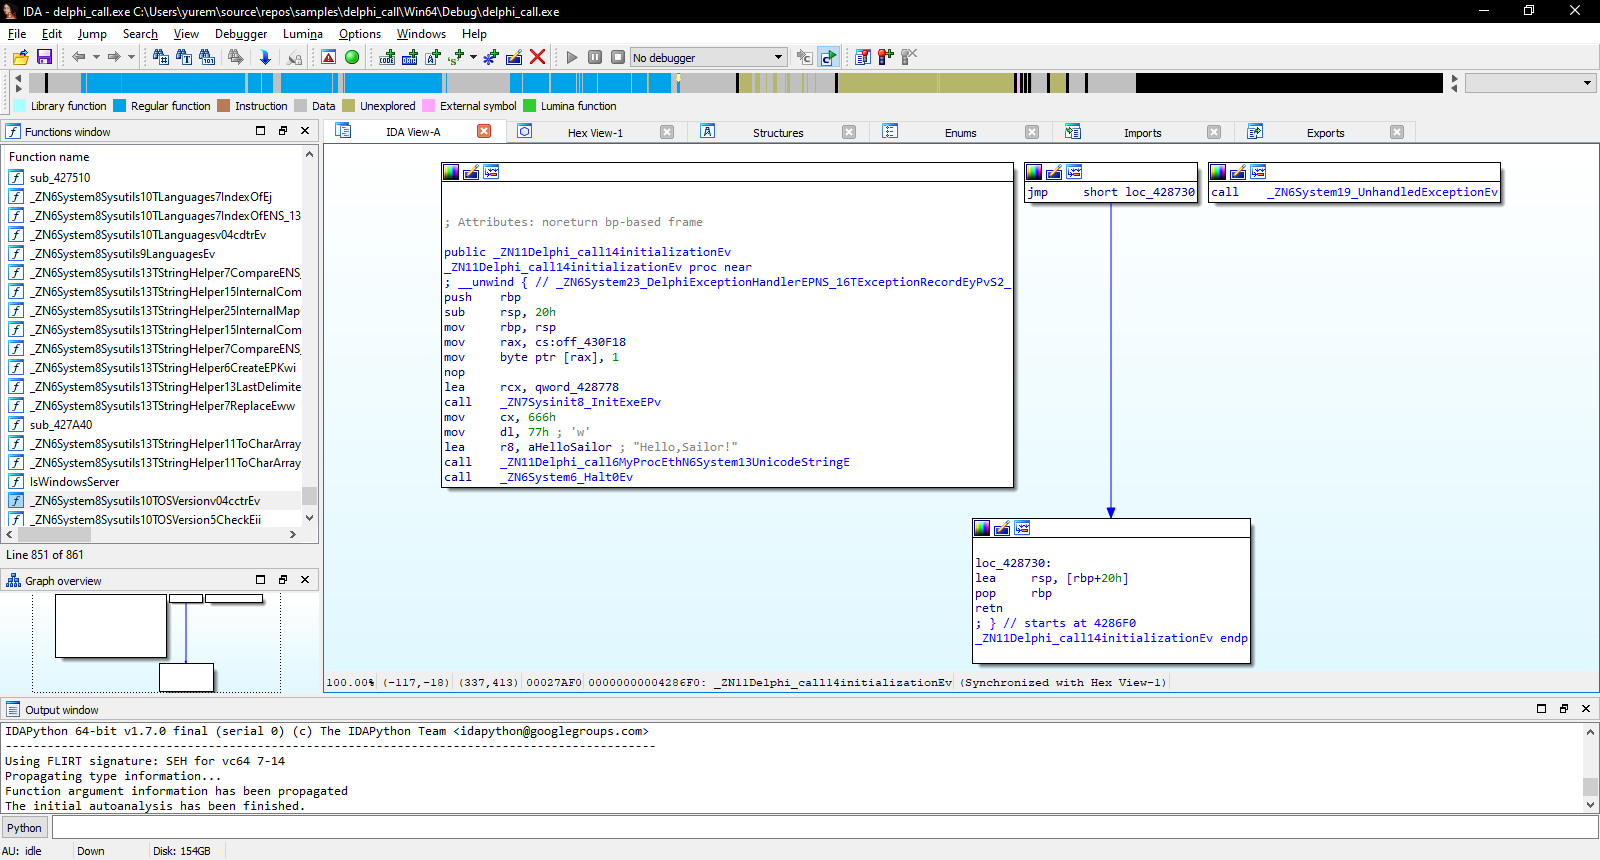 IDA - delphi_call.exe C:\Users\yurem\source\repos\samples\delphi_call\Win64\Debug\delphi_call.exe
File Edit Jump Search View Debugger Lumina Options Windows Help
No debugger
Library function Regular function Instruction Data Unexplored External symbol Lumina function
Functions window
Function name
sub_427510
_ZN6System8Sysutils10TLanguages7IndexOfEj
_ZN6System8Sysutils10TLanguages7IndexOfENS_13
_ZN6System8Sysutils10TLanguagesv04cdtrEv
_ZN6System8Sysutils9LanguagesEv
_ZN6System8Sysutils13TStringHelper7CompareENS_
_ZN6System8Sysutils13TStringHelper15InternalCom
_ZN6System8Sysutils13TStringHelper25InternalMap
_ZN6System8Sysutils13TStringHelper15InternalCom
_ZN6System8Sysutils13TStringHelper7CompareENS_
_ZN6System8Sysutils13TStringHelper6CreateEPKwi
_ZN6System8Sysutils13TStringHelper13LastDelimite
_ZN6System8Sysutils13TStringHelper7ReplaceEww
sub_427A40
_ZN6System8Sysutils13TStringHelper11ToCharArray
_ZN6System8Sysutils13TStringHelper11ToCharArray
IsWindowsServer
_ZN6System8Sysutils10TOSVersionv04cctrEv
_ZN6System8Sysutils10TOSVersion5CheckEii
Line 851 of 861
Graph overview
IDA View-A Hex View-1 Structures Enums Imports Exports
; Attributes: noreturn bp-based frame
public _ZN11Delphi_call14initializationEv
_ZN11Delphi_call14initializationEv proc near
; __unwind { // _ZN6System23_DelphiExceptionHandlerEPNS_16TExceptionRecordEyPvS2_
push rbp
sub rsp, 20h
mov rbp, rsp
mov rax, cs:off_430F18
mov byte ptr [rax], 1
nop
lea rcx, qword_428778
call _ZN7Sysinit8_InitExeEPv
mov cx, 666h
mov dl, 77h ; 'w'
lea r8, aHelloSailor ; "Hello,Sailor!"
call _ZN11Delphi_call6MyProcEthN6System13UnicodeStringE
call _ZN6System6_Halt0Ev
jmp short loc_428730
call _ZN6System19_UnhandledExceptionEv
loc_428730:
lea rsp, [rbp+20h]
pop rbp
retn
; } // starts at 4286F0
_ZN11Delphi_call14initializationEv endp
100.00% (-117,-18) (337,413) 00027AF0 00000000004286F0: _ZN11Delphi_call14initializationEv (Synchronized with Hex View-1)
Output window
IDAPython 64-bit v1.7.0 final (serial 0) (c) The IDAPython Team <idapython@googlegroups.com>
---------------------------------------------------------------------------------------------
Using FLIRT signature: SEH for vc64 7-14
Propagating type information...
Function argument information has been propagated
The initial autoanalysis has been finished.
Python
AU: idle Down Disk: 154GB